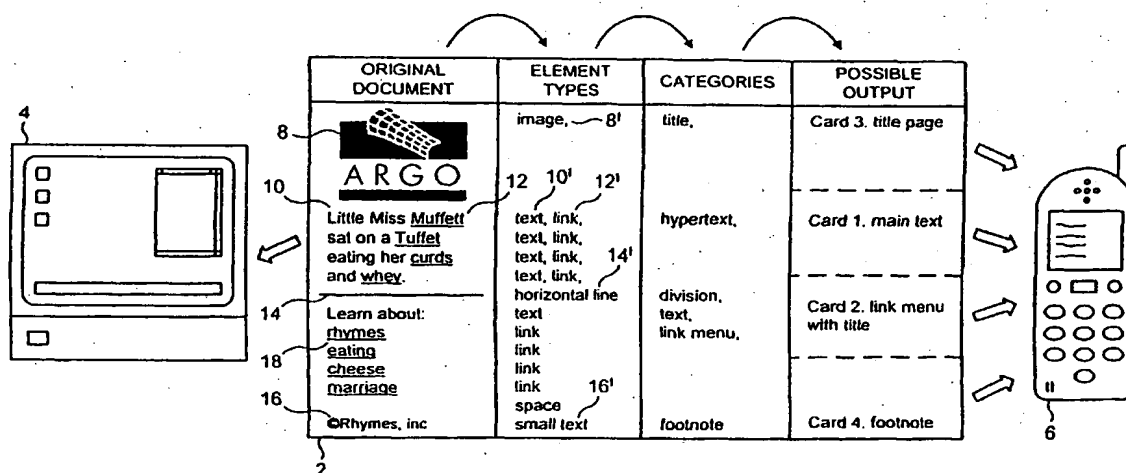 ORIGINAL DOCUMENT
ELEMENT TYPES
CATEGORIES
POSSIBLE OUTPUT
4
8
ARGO
image,
8'
title,
Card 3. title page
10
12
10'
12'
Little Miss Muffett
text, link,
hypertext,
Card 1. main text
sat on a Tuffet
text, link,
eating her curds
text, link,
14'
and whey.
text, link,
14
horizontal line
division,
Learn about:
text
text,
Card 2. link menu
with title
18
rhymes
link
link menu,
eating
link
cheese
link
marriage
link
16'
space
16
©Rhymes, inc
small text
footnote
Card 4. footnote
2
6